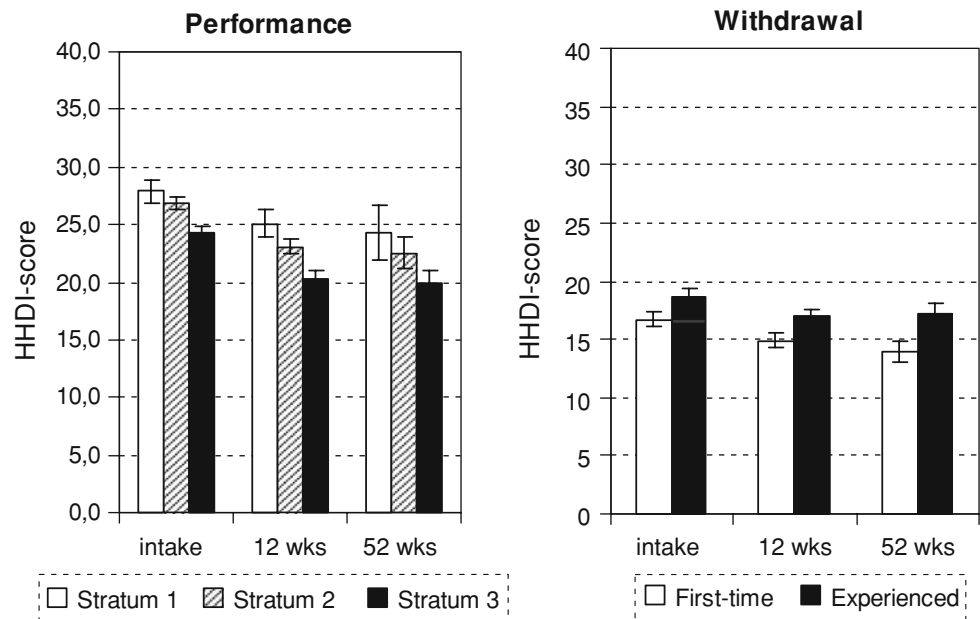 Performance
40,0
35,0
30,0
25,0
20,0
15,0
10,0
5,0
0,0
HHDI-score
intake 12 wks 52 wks
Stratum 1 Stratum 2 Stratum 3
Withdrawal
40
35
30
25
20
15
10
5
0
HHDI-score
intake 12 wks 52 wks
First-time Experienced